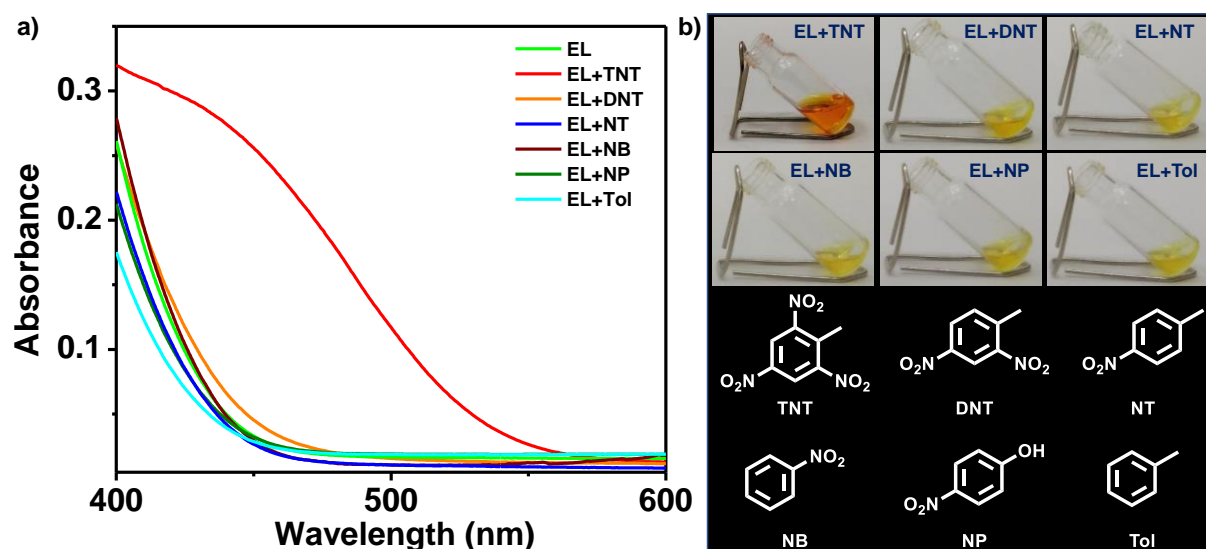 a)
Absorbance
0.3
0.2
0.1
400
500
600
Wavelength (nm)
EL
EL+TNT
EL+DNT
EL+NT
EL+NB
EL+NP
EL+Tol
b)
EL+TNT
EL+DNT
EL+NT
EL+NB
EL+NP
EL+Tol
NO₂
O₂N
NO₂
TNT
O₂N
NO₂
DNT
O₂N
NT
NO₂
NB
OH
O₂N
NP
Tol